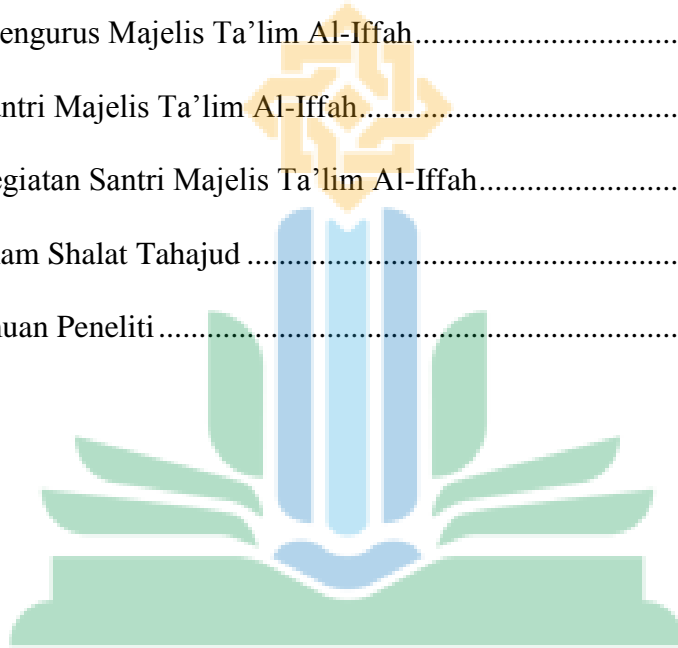 engurus Majelis Ta’lim Al-Iffah.................................
antri Majelis Ta’lim Al-Iffah........................................
egiatan Santri Majelis Ta’lim Al-Iffah.........................
am Shalat Tahajud ......................................................
uan Peneliti.................................................................